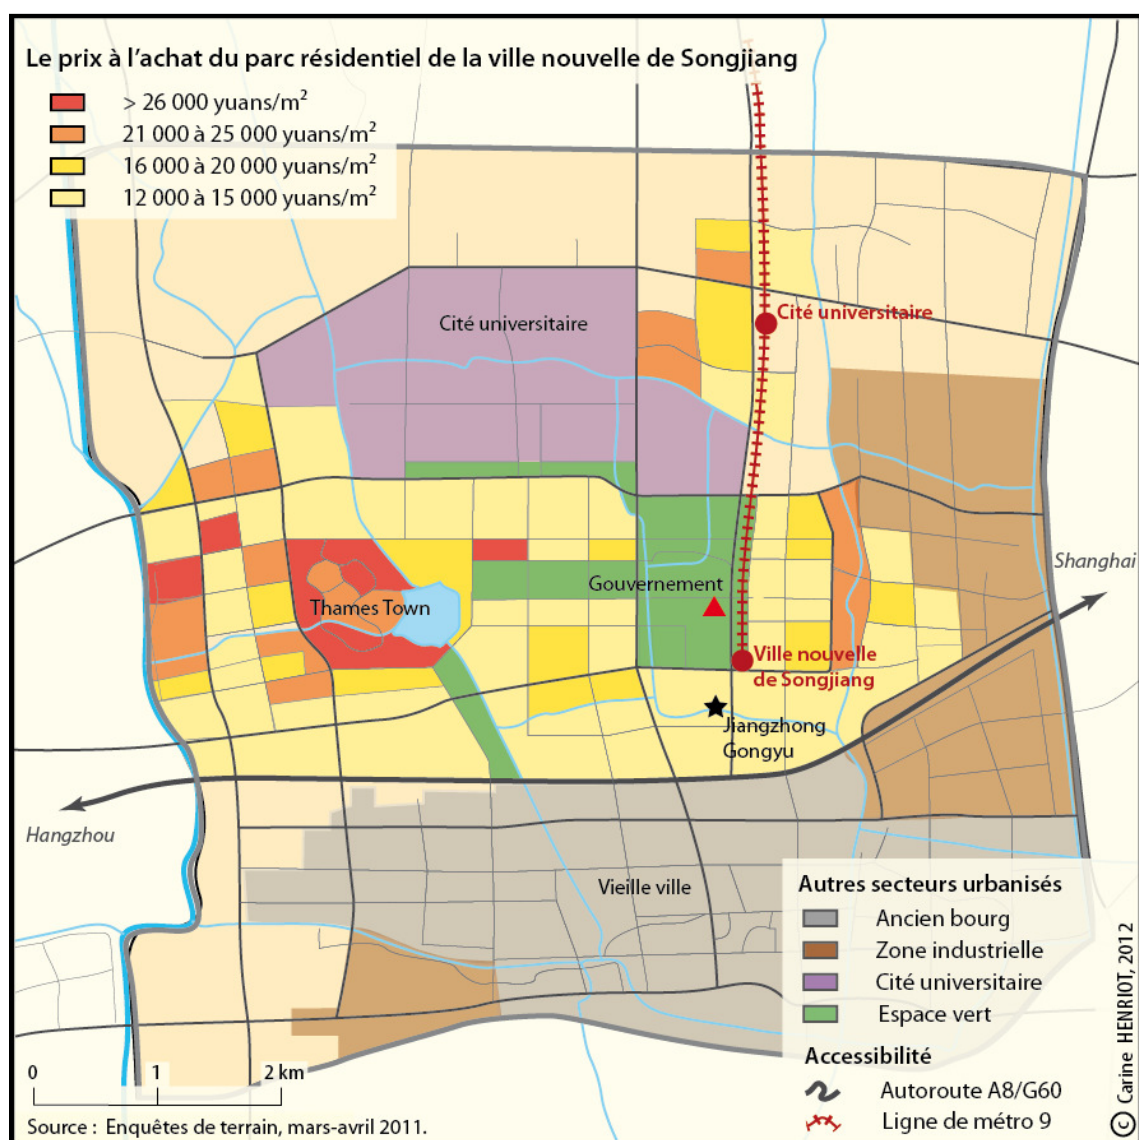 Le prix à l'achat du parc résidentiel de la ville nouvelle de Songjiang
> 26 000 yuans/m²
21 000 à 25 000 yuans/m²
16 000 à 20 000 yuans/m²
12 000 à 15 000 yuans/m²
Cité universitaire
Cité universitaire
Shanghai
Gouvernement
Thames Town
Ville nouvelle
de Songjiang
Jiangzhong
Gongyu
Hangzhou
Vieille ville
Autres secteurs urbanisés
Ancien bourg
Zone industrielle
Cité universitaire
Espace vert
Accessibilité
Autoroute A8/G60
Ligne de métro 9
0 1 2 km
Source : Enquêtes de terrain, mars-avril 2011.
© Carine HENRIOT, 2012